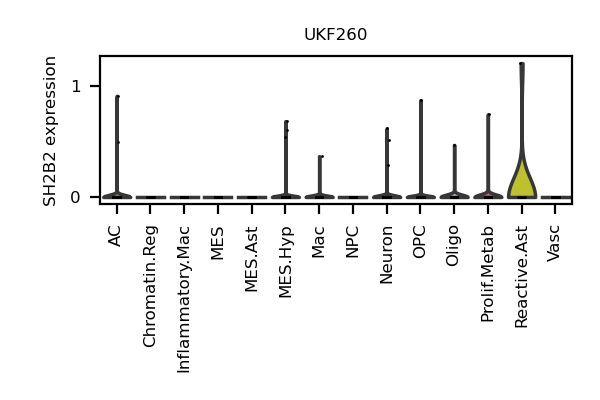 UKF260
SH2B2 expression
1
0
AC
Chromatin.Reg
Inflammatory.Mac
MES
MES.Ast
MES.Hyp
Mac
NPC
Neuron
OPC
Oligo
Prolif.Metab
Reactive.Ast
Vasc